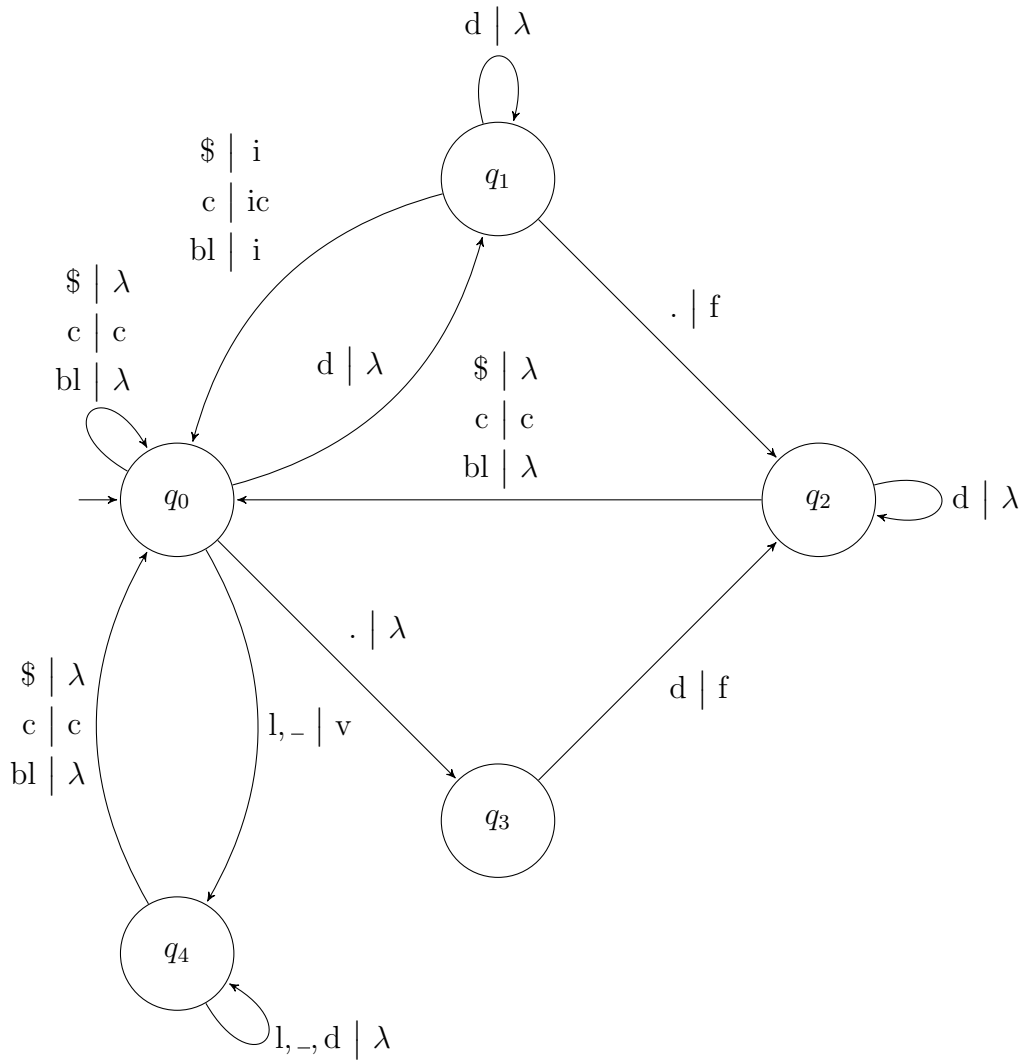 d | λ
$ | i
c | ic
bl | i
q1
$ | λ
c | c
bl | λ
. | f
d | λ
$ | λ
c | c
bl | λ
q0
q2
d | λ
. | λ
$ | λ
c | c
bl | λ
l,_ | v
d | f
q3
q4
l,_,d | λ